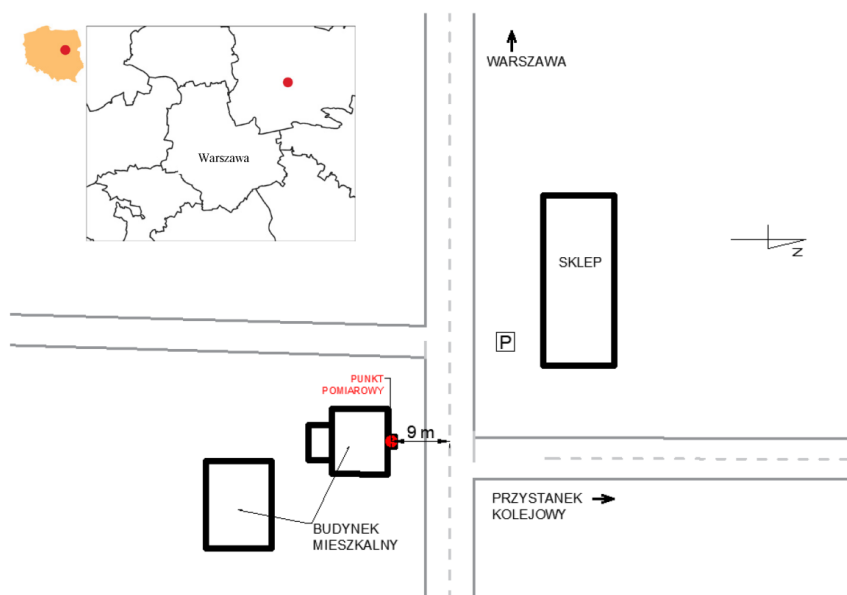 WARSZAWA
Warszawa
SKLEP
N
P
PUNKT
POMIAROWY
9 m
PRZYSTANEK
KOLEJOWY
BUDYNEK
MIESZKALNY